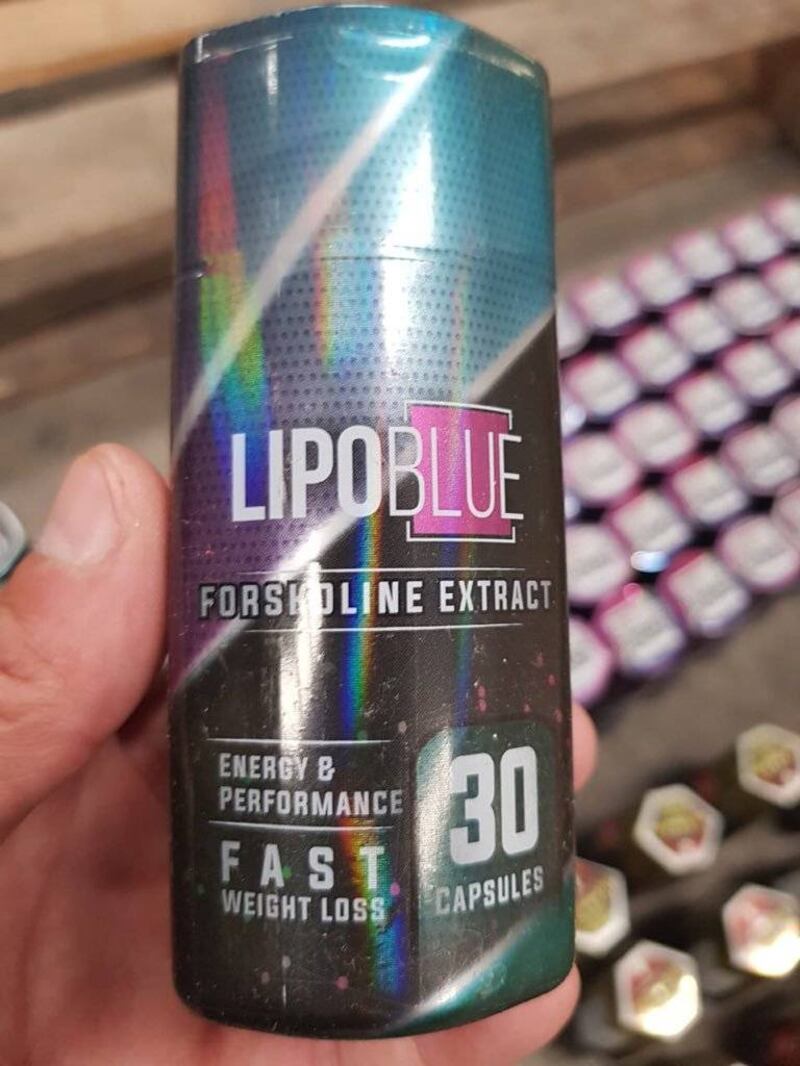 LIPOBLUE
FORSKOLINE EXTRACT
ENERGY &
PERFORMANCE
FAST
WEIGHT LOSS
30
CAPSULES